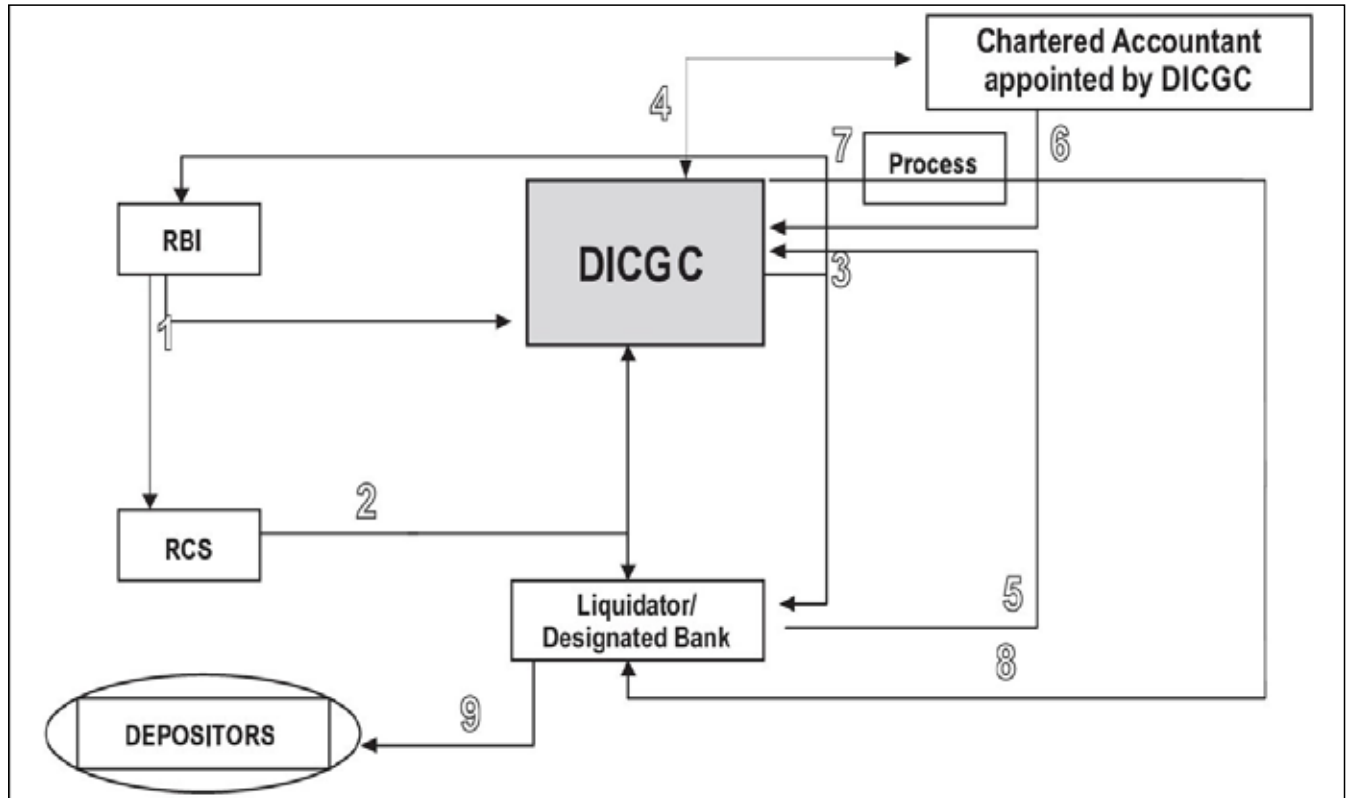 Chartered Accountant
appointed by DICGC
4
7
Process
6
RBI
DICGC
3
1
2
RCS
Liquidator/
Designated Bank
5
8
9
DEPOSITORS